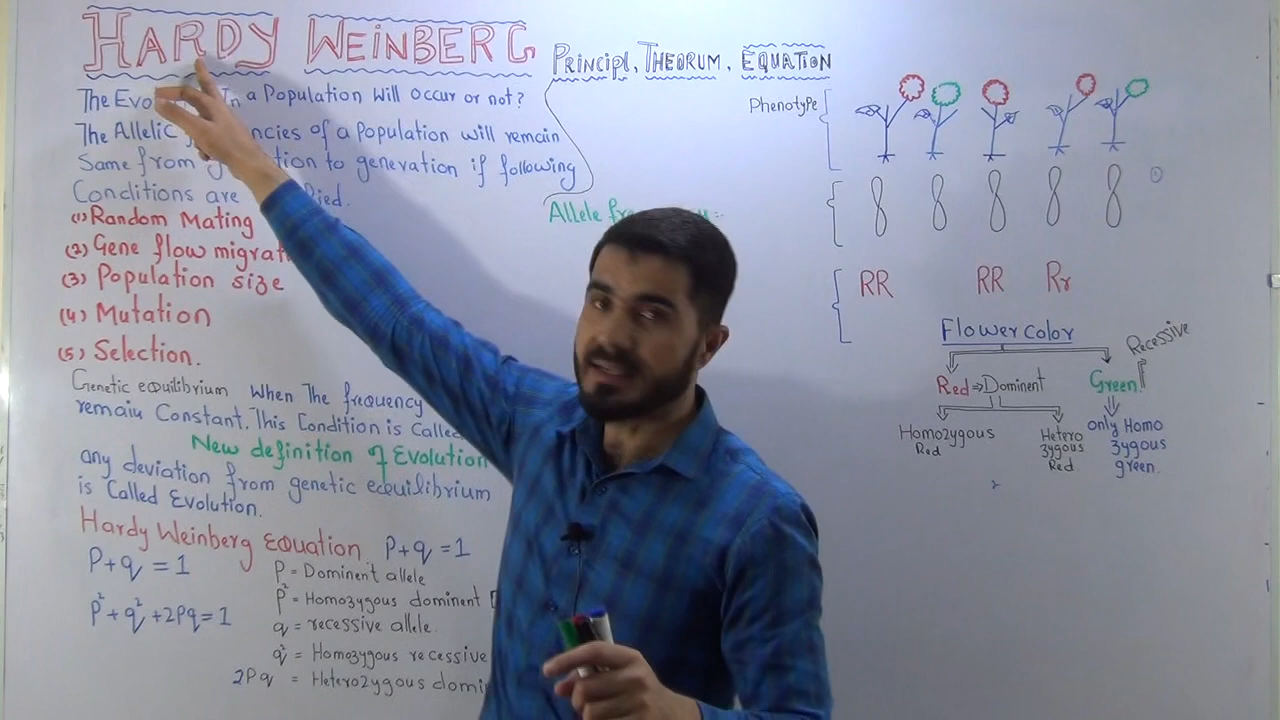 HARDY WEINBERG
Principl, THEORUM, EQUATION
The Evo In a Population will occur or not?
The Allelic ncies of a population will remain
Same from tion to generation if following
Conditions are fied.
(1) Random Mating
(2) Gene flow migrat
(3) Population size
(4) Mutation
(5) Selection.
Genetic equilibrium When The frequency
remain Constant. This Condition is Called
New definition of Evolution
any deviation from genetic equilibrium
is Called Evolution.
Hardy Weinberg Equation P+q = 1
P+q = 1
P²+q²+2Pq=1
P = Dominent allele
P² = Homozygous dominent
q = recessive allele.
q² = Homozygous recessive
2Pq = Heterozygous domin
Allele
Phenotype
RR RR Rr
Flower color
Red ⇒ Dominent
Green
Recessive
Homozygous
Red
Hetero
zygous
Red.
only Homo
zygous
green.